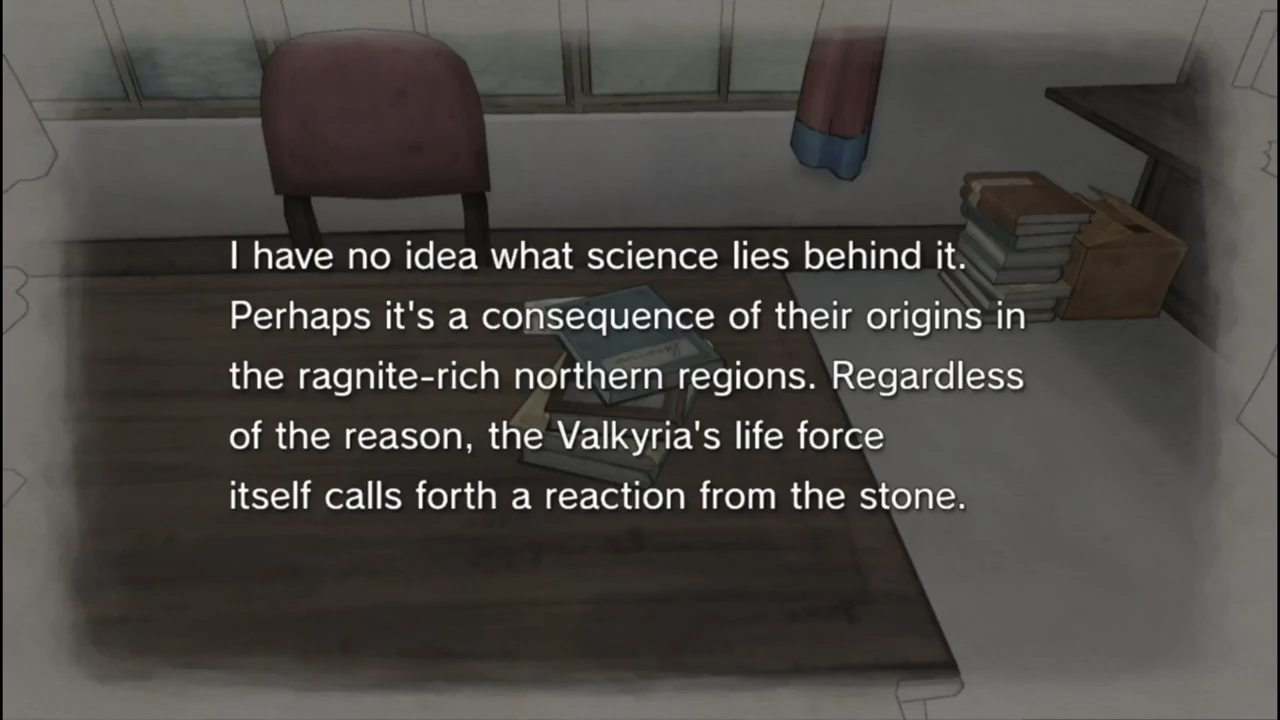 I have no idea what science lies behind it.
Perhaps it's a consequence of their origins in
the ragnite-rich northern regions. Regardless
of the reason, the Valkyria's life force
itself calls forth a reaction from the stone.